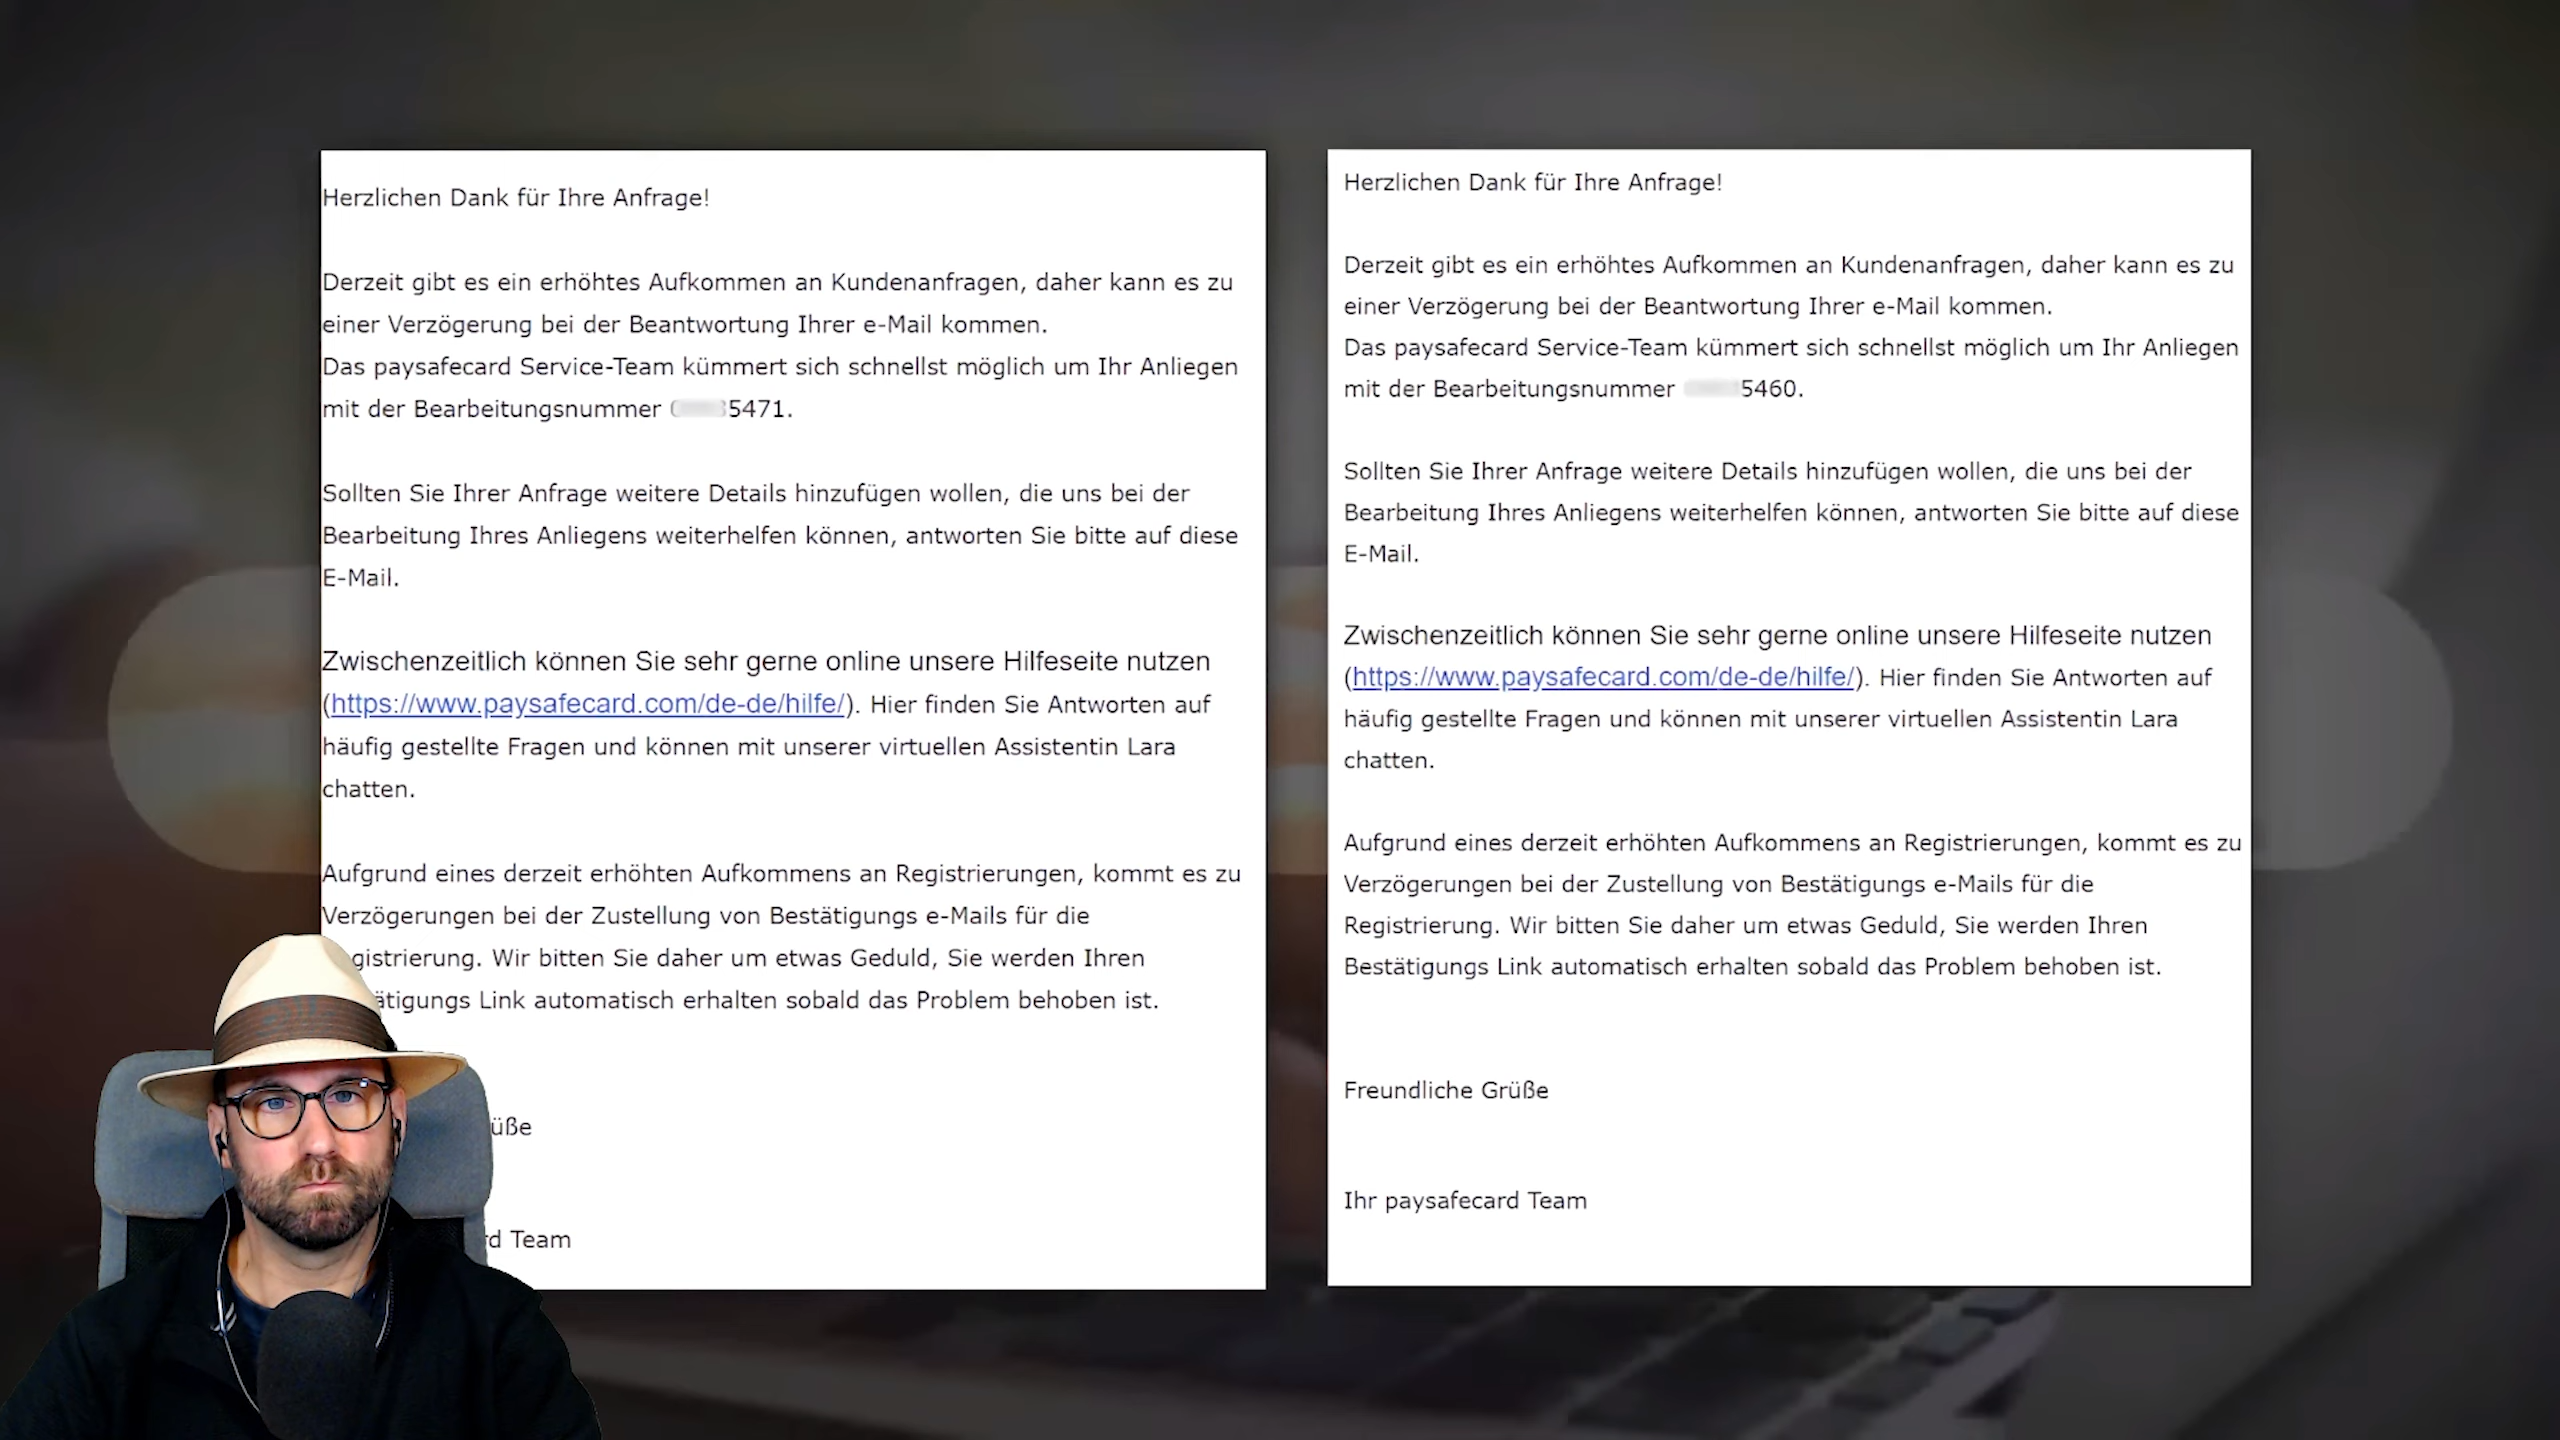 Herzlichen Dank für Ihre Anfrage!
Derzeit gibt es ein erhöhtes Aufkommen an Kundenanfragen, daher kann es zu
einer Verzögerung bei der Beantwortung Ihrer e-Mail kommen.
Das paysafecard Service-Team kümmert sich schnellst möglich um Ihr Anliegen
mit der Bearbeitungsnummer 5471.
Sollten Sie Ihrer Anfrage weitere Details hinzufügen wollen, die uns bei der
Bearbeitung Ihres Anliegens weiterhelfen können, antworten Sie bitte auf diese
E-Mail.
Zwischenzeitlich können Sie sehr gerne online unsere Hilfeseite nutzen
(https://www.paysafecard.com/de-de/hilfe/). Hier finden Sie Antworten auf
häufig gestellte Fragen und können mit unserer virtuellen Assistentin Lara
chatten.
Aufgrund eines derzeit erhöhten Aufkommens an Registrierungen, kommt es zu
Verzögerungen bei der Zustellung von Bestätigungs e-Mails für die
gistrierung. Wir bitten Sie daher um etwas Geduld, Sie werden Ihren
ätigungs Link automatisch erhalten sobald das Problem behoben ist.
üße
rd Team
Herzlichen Dank für Ihre Anfrage!
Derzeit gibt es ein erhöhtes Aufkommen an Kundenanfragen, daher kann es zu
einer Verzögerung bei der Beantwortung Ihrer e-Mail kommen.
Das paysafecard Service-Team kümmert sich schnellst möglich um Ihr Anliegen
mit der Bearbeitungsnummer 5460.
Sollten Sie Ihrer Anfrage weitere Details hinzufügen wollen, die uns bei der
Bearbeitung Ihres Anliegens weiterhelfen können, antworten Sie bitte auf diese
E-Mail.
Zwischenzeitlich können Sie sehr gerne online unsere Hilfeseite nutzen
(https://www.paysafecard.com/de-de/hilfe/). Hier finden Sie Antworten auf
häufig gestellte Fragen und können mit unserer virtuellen Assistentin Lara
chatten.
Aufgrund eines derzeit erhöhten Aufkommens an Registrierungen, kommt es zu
Verzögerungen bei der Zustellung von Bestätigungs e-Mails für die
Registrierung. Wir bitten Sie daher um etwas Geduld, Sie werden Ihren
Bestätigungs Link automatisch erhalten sobald das Problem behoben ist.
Freundliche Grüße
Ihr paysafecard Team